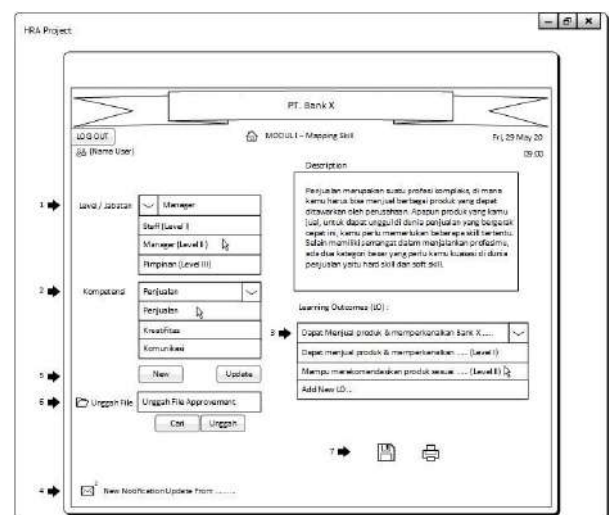 HRA Project
PT. Bank X
LOG OUT
MODUL I – Mapping Skill
Fri, 29 May 20
(Name User)
09:00
Description
Penjualan merupakan suatu profesi kompleks, di mana
kamu harus bisa menjual berbagai produk yang dapat
ditawarkan oleh perusahaan. Apapun produk yang kamu
jual, untuk dapat unggul di dunia penjualan yang bergerak
cepat ini, kamu perlu memerlukan beberapa skill tertentu.
Selain memiliki semangat dalam menjalankan profesi
ada dua kategori besar yang perlu kamu kuasai di dunia
penjualan yaitu hard skill dan soft skill.
1 Level / Jabatan Manager
Staff (Level I)
Manager (Level II)
Pimpinan (Level III)
2 Kompetensi Penjualan
Penjualan
Kreatifitas
Komunikasi
Learning Outcomes (LO) :
3 Dapat Menjual produk & memperkenalkan Bank X .....
Dapat menjual produk & memperkenalkan ..... (Level I)
Mampu merekomendasikan produk sesuai ..... (Level II)
Add New LO...
5 New Update
6 Unggah File Unggah File Approvement
Cari Unggah
7
4 2 New Notification Update From ........